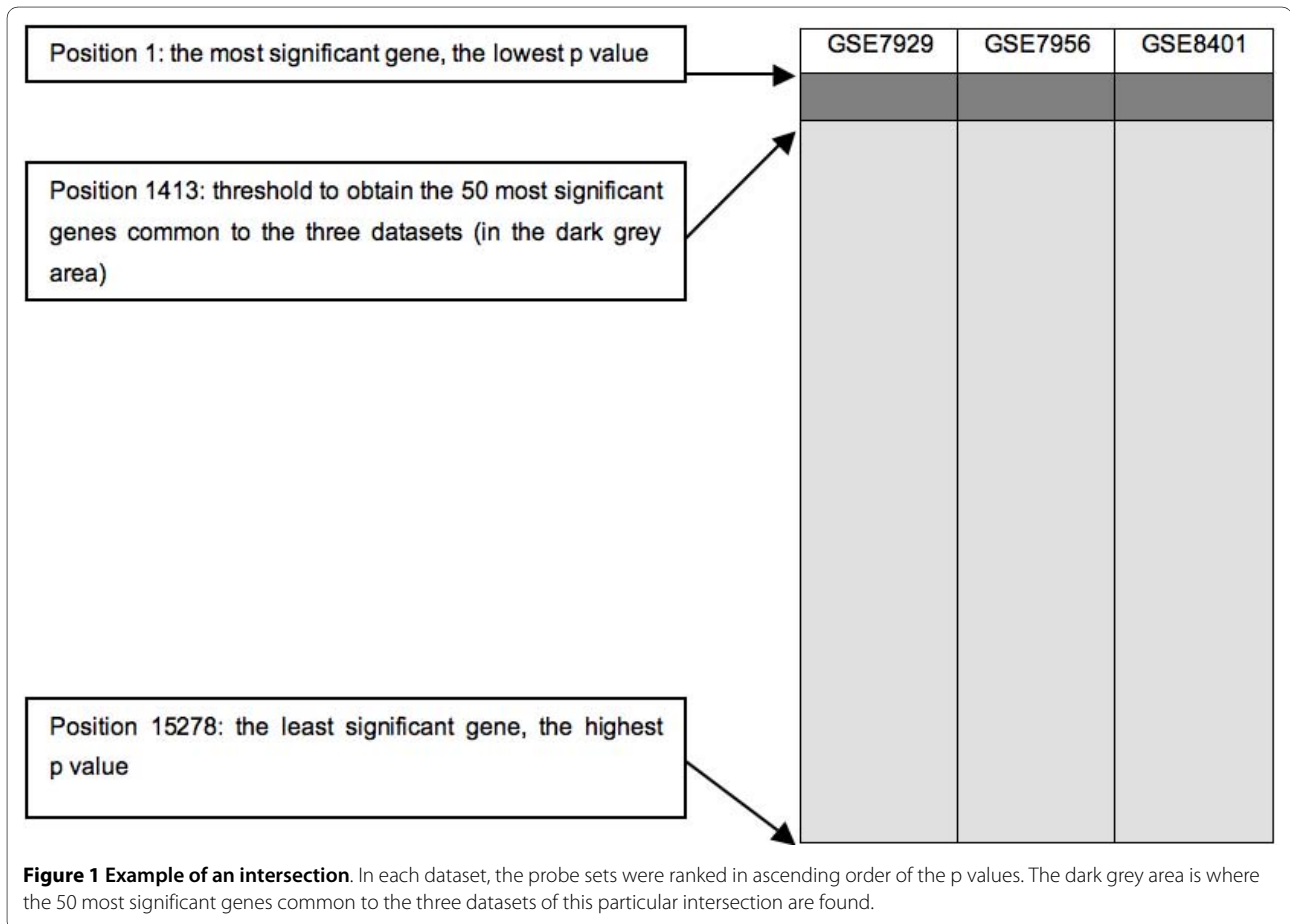 Position 1: the most significant gene, the lowest p value
GSE7929 GSE7956 GSE8401
Position 1413: threshold to obtain the 50 most significant
genes common to the three datasets (in the dark grey
area)
Position 15278: the least significant gene, the highest
p value
Figure 1 Example of an intersection. In each dataset, the probe sets were ranked in ascending order of the p values. The dark grey area is where
the 50 most significant genes common to the three datasets of this particular intersection are found.